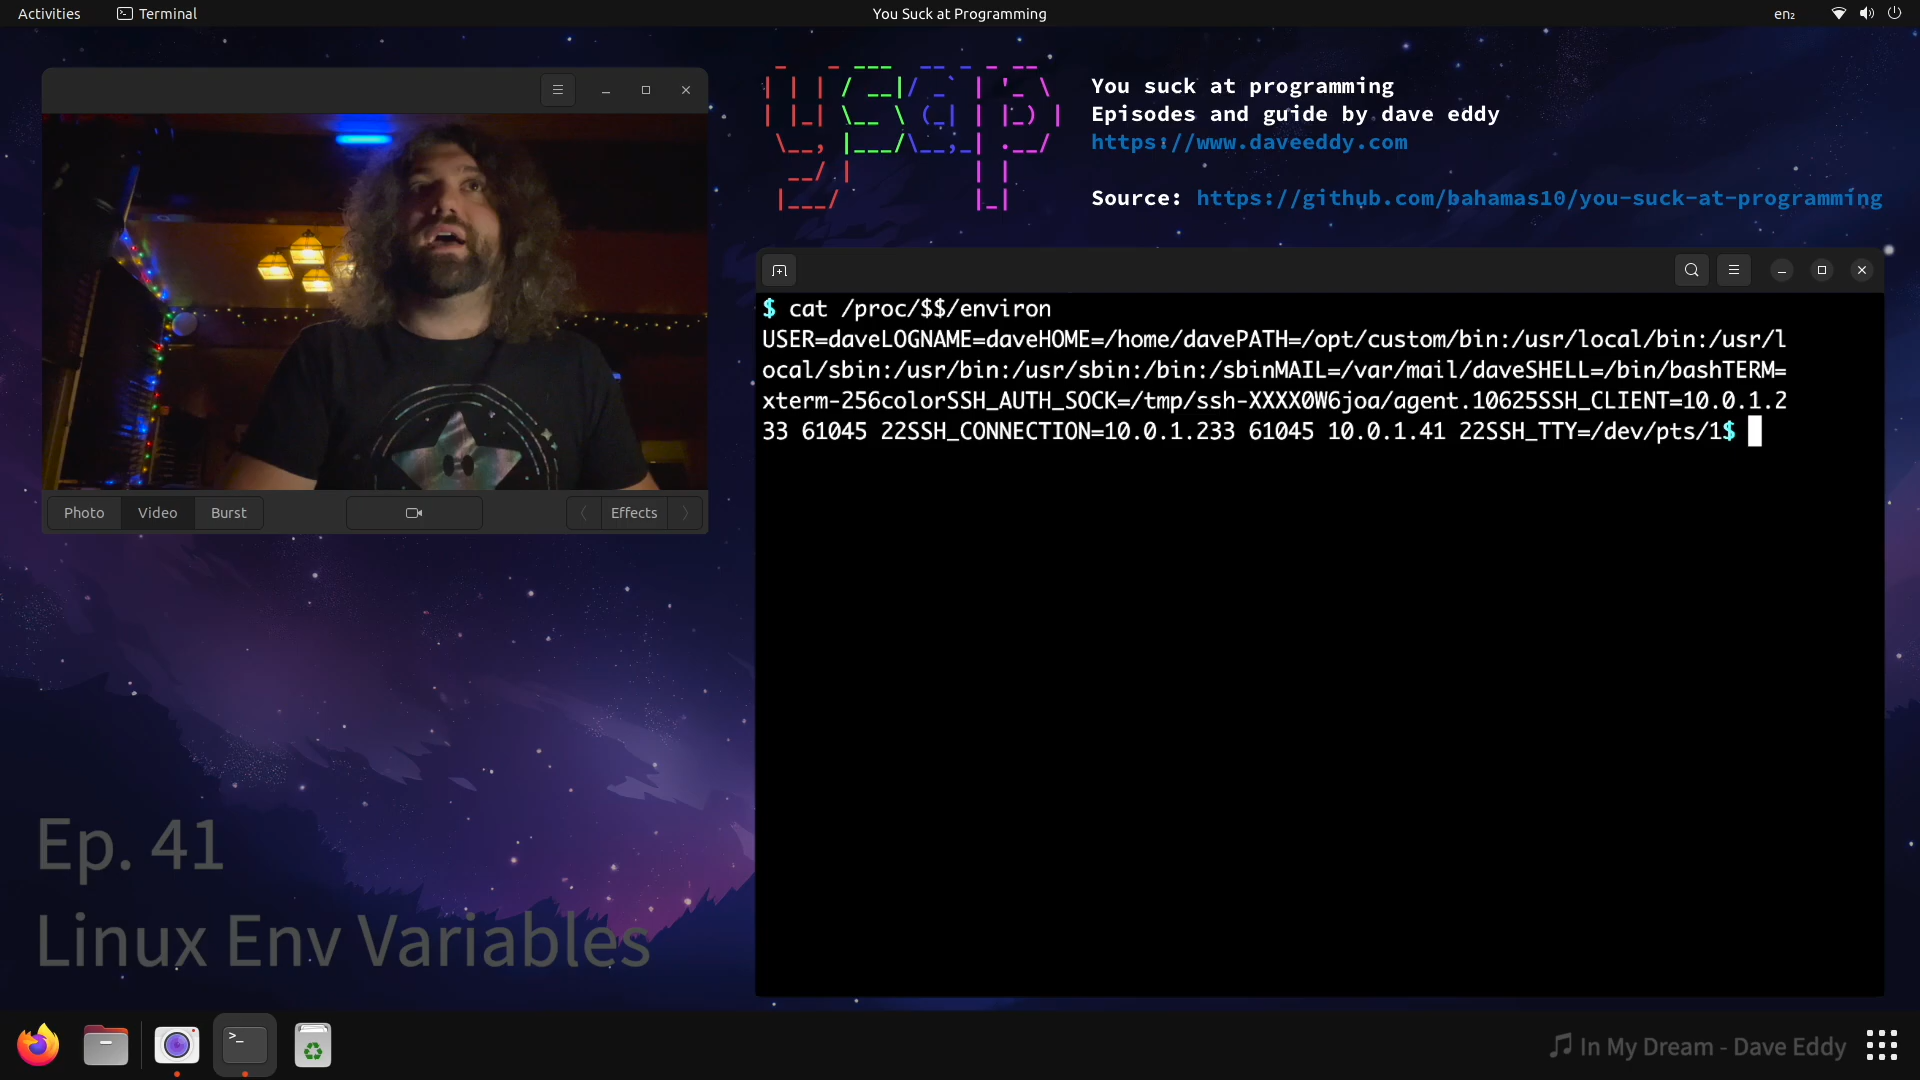 Activities
Terminal
You Suck at Programming
en₂
You suck at programming
Episodes and guide by dave eddy
https://www.daveeddy.com
Source: https://github.com/bahamas10/you-suck-at-programming
$ cat /proc/$$/environ
USER=daveLOGNAME=daveHOME=/home/davePATH=/opt/custom/bin:/usr/local/bin:/usr/l
ocal/sbin:/usr/bin:/usr/sbin:/bin:/sbinMAIL=/var/mail/daveSHELL=/bin/bashTERM=
xterm-256colorSSH_AUTH_SOCK=/tmp/ssh-XXXX0W6joa/agent.10625SSH_CLIENT=10.0.1.2
33 61045 22SSH_CONNECTION=10.0.1.233 61045 10.0.1.41 22SSH_TTY=/dev/pts/1$
Photo
Video
Burst
Effects
Ep. 41
Linux Env Variables
In My Dream - Dave Eddy